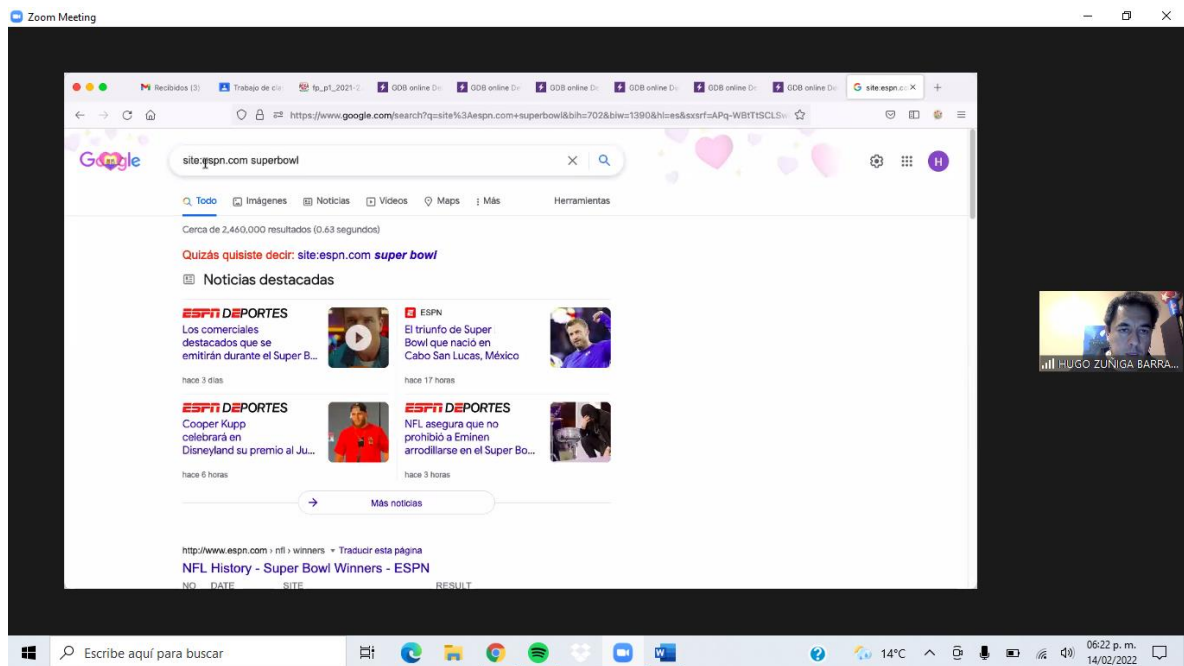 Zoom Meeting
Recibidos (3)
Trabajo de cla
fp_p1_2021-2
GDB online De
GDB online De
GDB online De
GDB online De
GDB online De
GDB online De
site:espn.co
https://www.google.com/search?q=site%3Aespn.com+superbowl&bih=702&biw=1390&hl=es&sxsrf=APq-WBtTtSCLSw
Google
site:espn.com superbowl
H
Todo
Imágenes
Noticias
Videos
Maps
Más
Herramientas
Cerca de 2,460,000 resultados (0.63 segundos)
Quizás quisiste decir: site:espn.com super bowl
Noticias destacadas
ESPN DEPORTES
Los comerciales
destacados que se
emitirán durante el Super B...
hace 3 días
ESPN
El triunfo de Super
Bowl que nació en
Cabo San Lucas, México
hace 17 horas
ESPN DEPORTES
Cooper Kupp
celebrará en
Disneyland su premio al Ju...
hace 6 horas
ESPN DEPORTES
NFL asegura que no
prohibió a Eminen
arrodillarse en el Super Bo...
hace 3 horas
Más noticias
http://www.espn.com › nfl › winners
Traducir esta página
NFL History - Super Bowl Winners - ESPN
NO DATE SITE RESULT
HUGO ZUÑIGA BARRA...
Escribe aquí para buscar
14°C
06:22 p. m.
14/02/2022